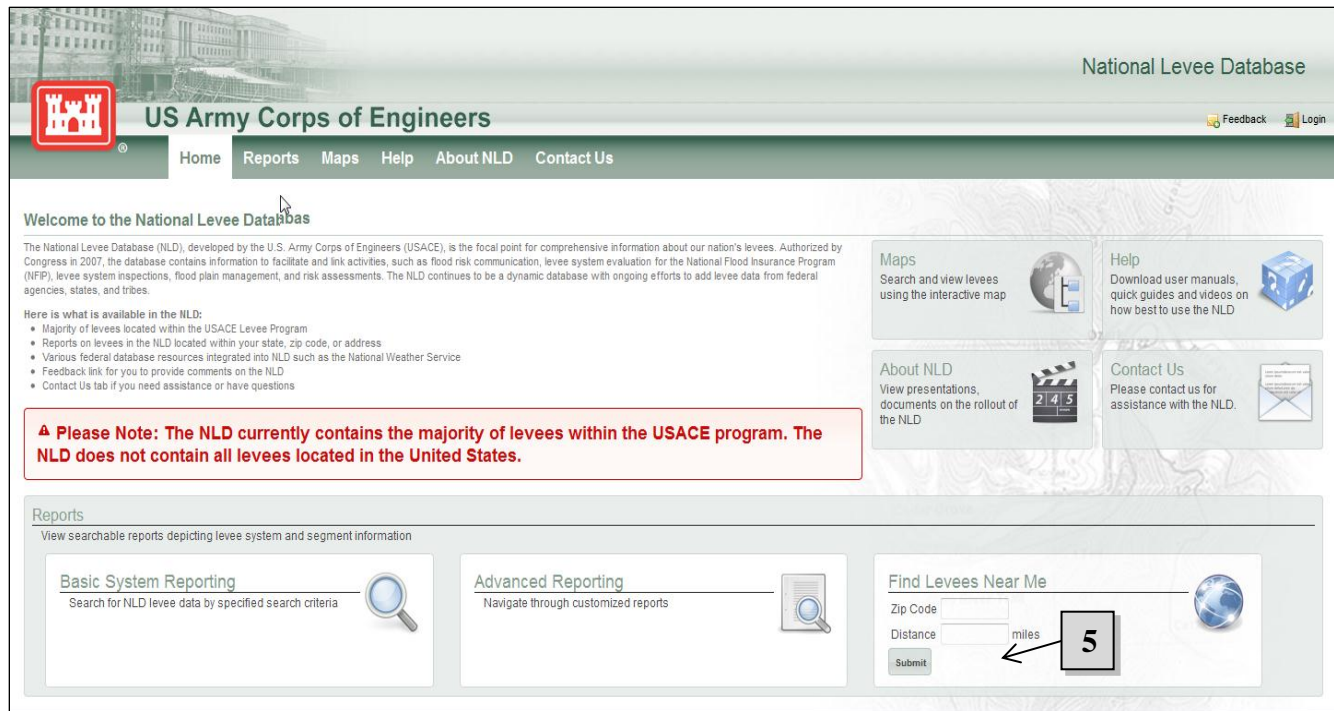 National Levee Database
US Army Corps of Engineers
®
Feedback Login
Home Reports Maps Help About NLD Contact Us
Welcome to the National Levee Databbas
The National Levee Database (NLD), developed by the U.S. Army Corps of Engineers (USACE), is the focal point for comprehensive information about our nation's levees. Authorized by
Congress in 2007, the database contains information to facilitate and link activities, such as flood risk communication, levee system evaluation for the National Flood Insurance Program
(NFIP), levee system inspections, flood plain management, and risk assessments. The NLD continues to be a dynamic database with ongoing efforts to add levee data from federal
agencies, states, and tribes.
Here is what is available in the NLD:
• Majority of levees located within the USACE Levee Program
• Reports on levees in the NLD located within your state, zip code, or address
• Various federal database resources integrated into NLD such as the National Weather Service
• Feedback link for you to provide comments on the NLD
• Contact Us tab if you need assistance or have questions
Please Note: The NLD currently contains the majority of levees within the USACE program. The
NLD does not contain all levees located in the United States.
Maps
Search and view levees
using the interactive map
Help
Download user manuals,
quick guides and videos on
how best to use the NLD
About NLD
View presentations,
documents on the rollout of
the NLD
2 4 5
Contact Us
Please contact us for
assistance with the NLD.
Reports
View searchable reports depicting levee system and segment information
Basic System Reporting
Search for NLD levee data by specified search criteria
Advanced Reporting
Navigate through customized reports
Find Levees Near Me
Zip Code
Distance miles
Submit
5